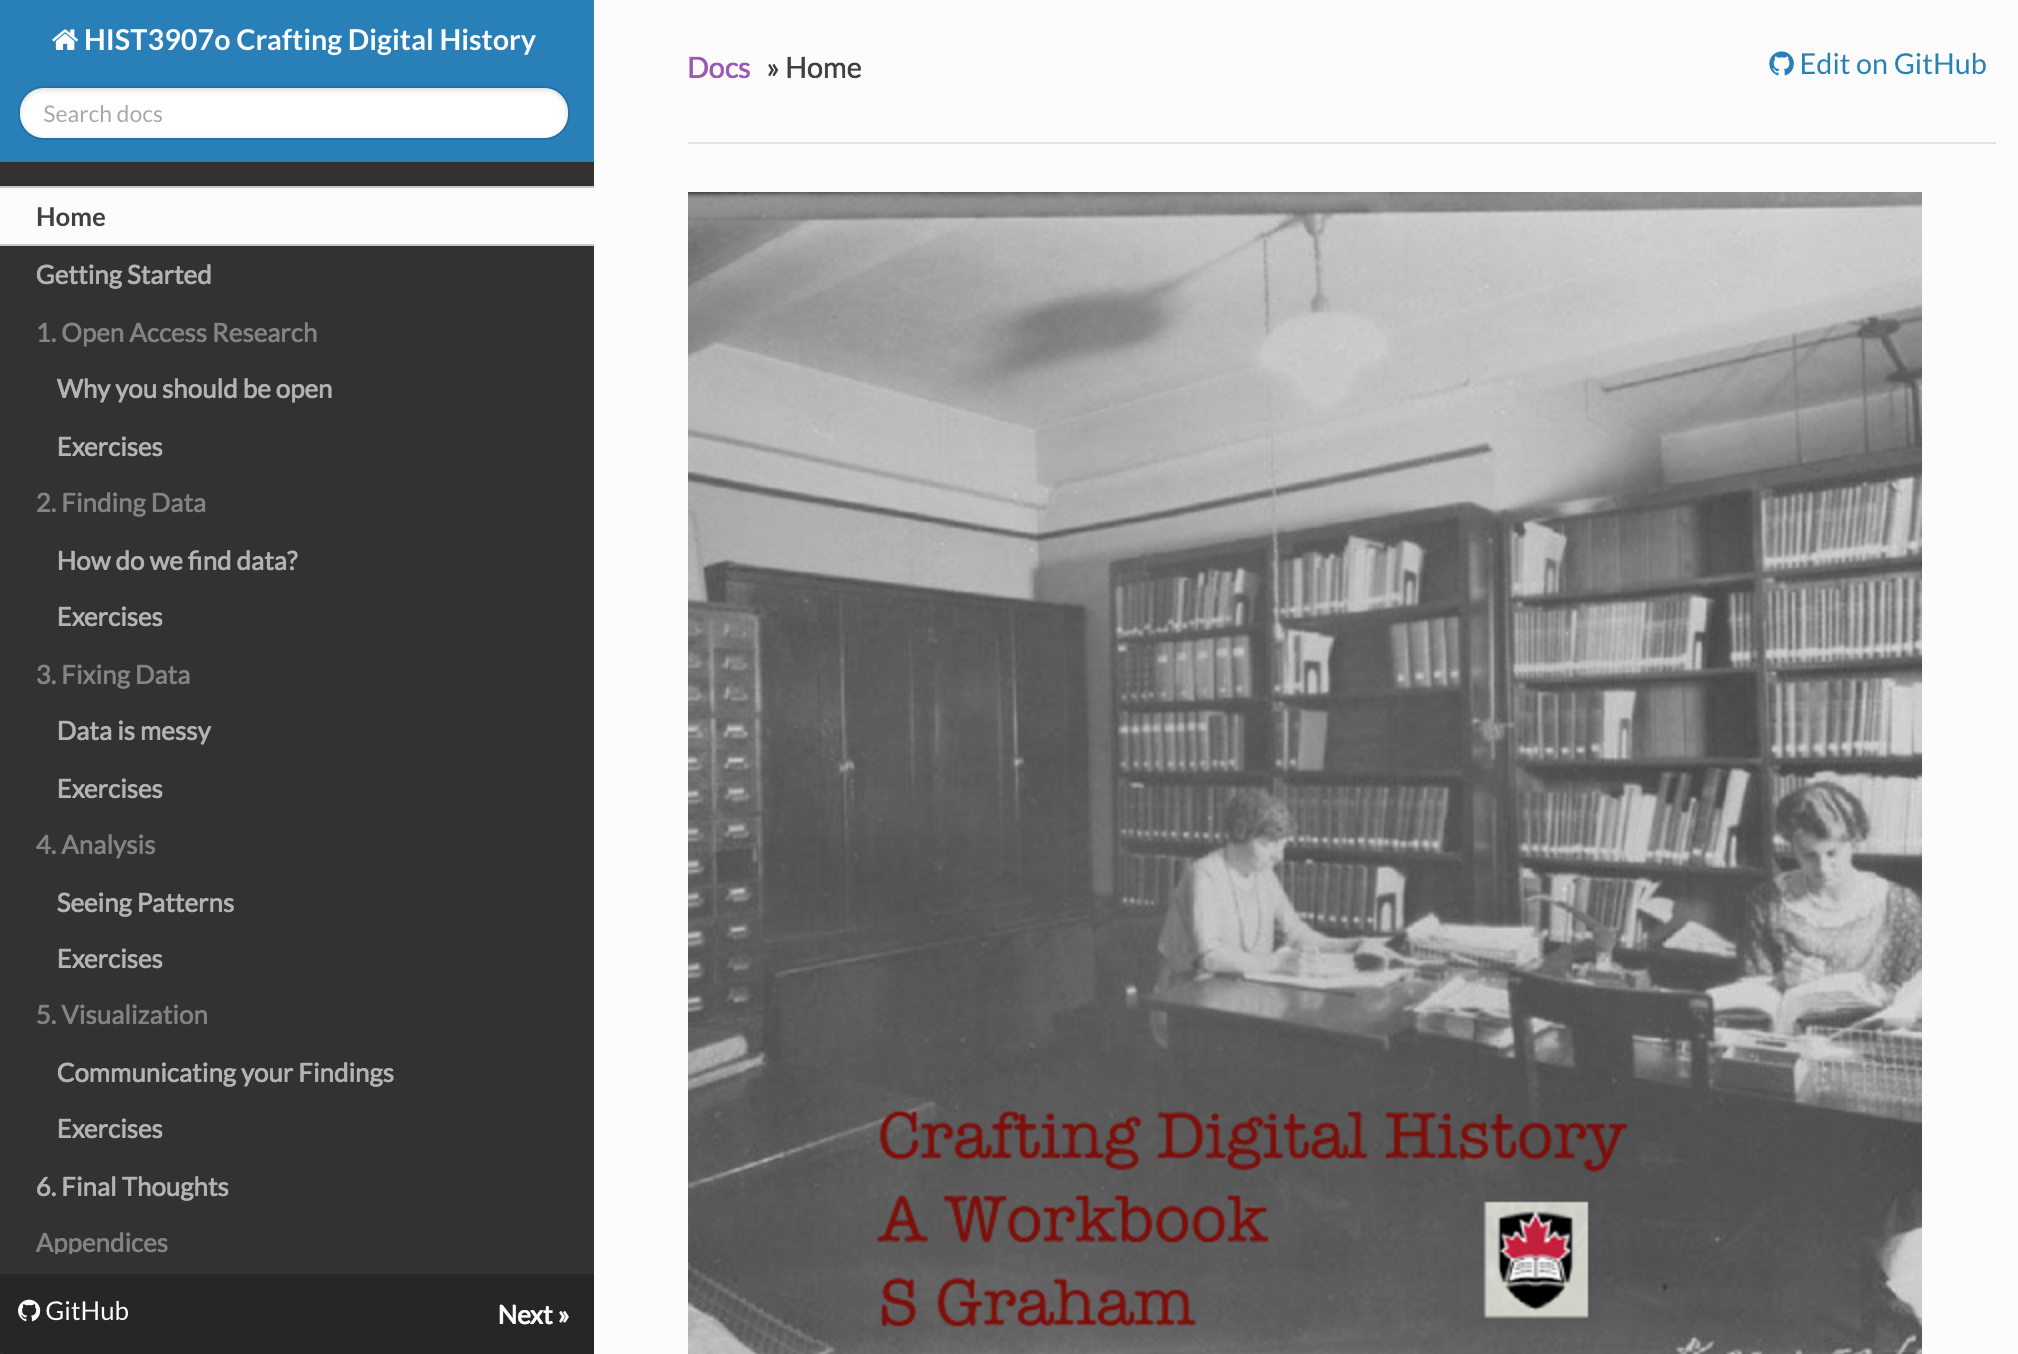 HIST3907o Crafting Digital History
Search docs
Home
Getting Started
1. Open Access Research
Why you should be open
Exercises
2. Finding Data
How do we find data?
Exercises
3. Fixing Data
Data is messy
Exercises
4. Analysis
Seeing Patterns
Exercises
5. Visualization
Communicating your Findings
Exercises
6. Final Thoughts
Appendices
GitHub
Next »
Docs » Home
Edit on GitHub
Crafting Digital History
A Workbook
S Graham